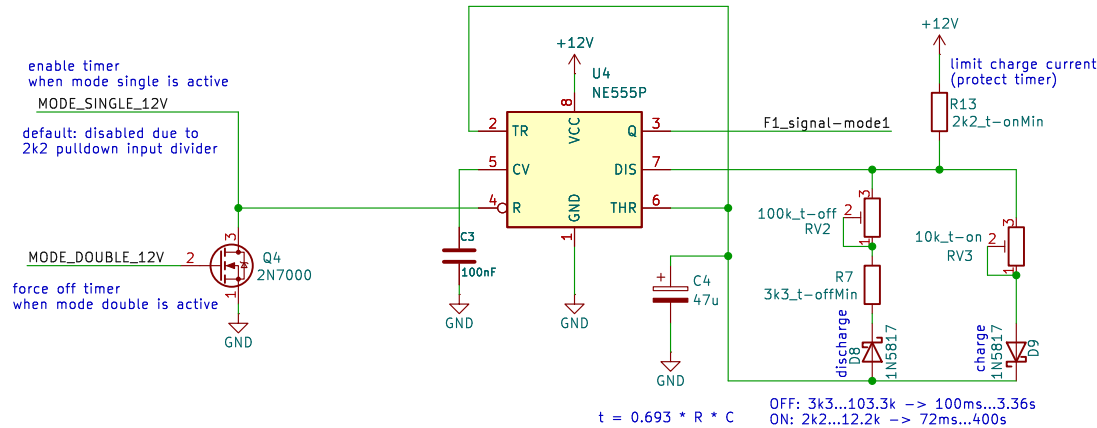 enable timer
when mode single is active
MODE_SINGLE_12V
default: disabled due to
2k2 pulldown input divider
MODE_DOUBLE_12V
force off timer
when mode double is active
2
3
1
Q4
2N7000
GND
C3
100nF
GND
+12V
U4
NE555P
8
VCC
2
TR
5
CV
4
R
GND
1
GND
Q
3
DIS
7
THR
6
F1_signal-mode1
+
C4
47u
GND
+12V
limit charge current
(protect timer)
R13
2k2_t-onMin
100k_t-off
RV2
3
2
1
R7
3k3_t-offMin
discharge
D8
1N5817
10k_t-on
RV3
3
2
1
charge
1N5817
D9
t = 0.693 * R * C
OFF: 3k3...103.3k -> 100ms...3.36s
ON: 2k2...12.2k -> 72ms...400s